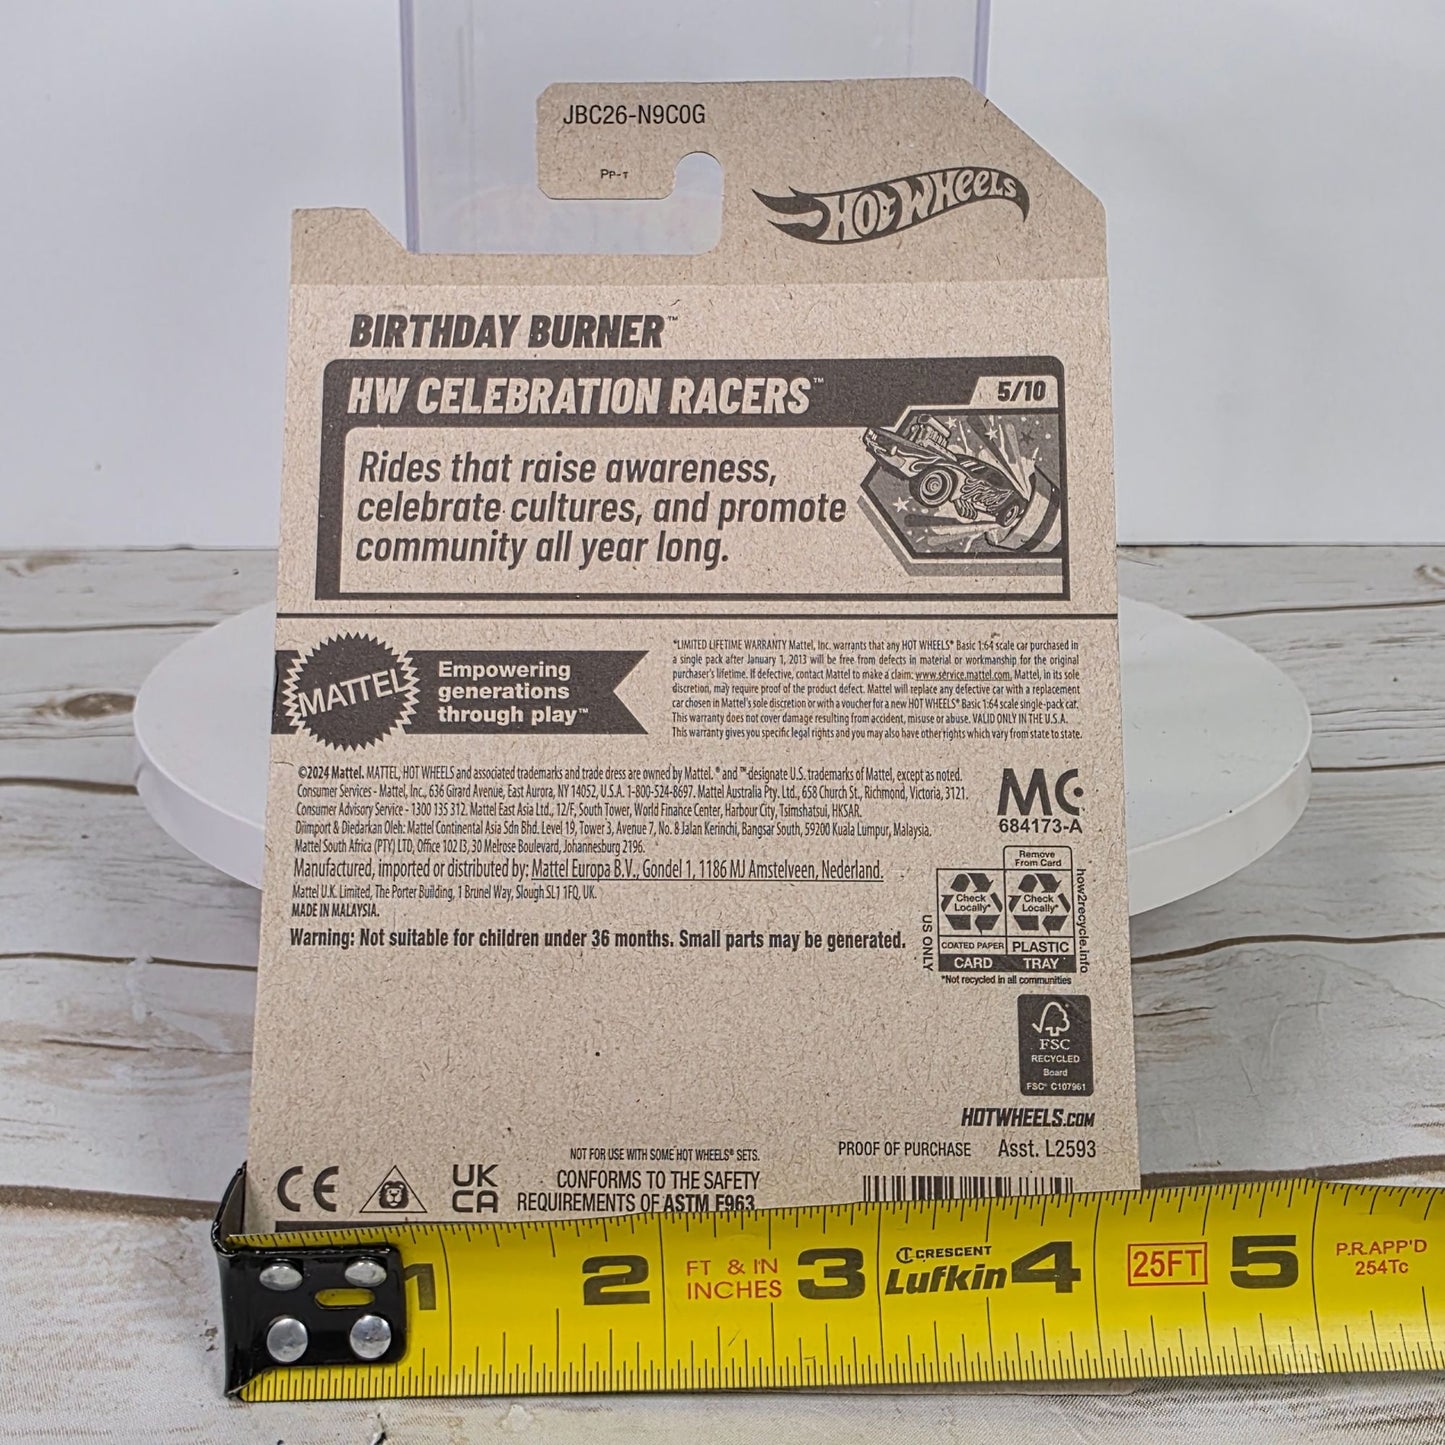 JBC26-N9C0G
PP-T
HOT WHEELS
BIRTHDAY BURNER™
HW CELEBRATION RACERS™
5/10
Rides that raise awareness,
celebrate cultures, and promote
community all year long.
MATTEL
Empowering
generations
through play™
*LIMITED LIFETIME WARRANTY Mattel, Inc. warrants that any HOT WHEELS® Basic 1:64 scale car purchased in
a single pack after January 1, 2013 will be free from defects in material or workmanship for the original
purchaser's lifetime. If defective, contact Mattel to make a claim: www.service.mattel.com. Mattel, in its sole
discretion, may require proof of the product defect. Mattel will replace any defective car with a replacement
car chosen in Mattel's sole discretion or with a voucher for a new HOT WHEELS® Basic 1:64 scale single-pack car.
This warranty does not cover damage resulting from accident, misuse or abuse. VALID ONLY IN THE U.S.A.
This warranty gives you specific legal rights and you may also have other rights which vary from state to state.
©2024 Mattel. MATTEL, HOT WHEELS and associated trademarks and trade dress are owned by Mattel. ® and ™ designate U.S. trademarks of Mattel, except as noted.
Consumer Services - Mattel, Inc., 636 Girard Avenue, East Aurora, NY 14052, U.S.A. 1-800-524-8697. Mattel Australia Pty. Ltd., 658 Church St., Richmond, Victoria, 3121.
Consumer Advisory Service - 1300 135 312. Mattel East Asia Ltd., 12/F, South Tower, World Finance Center, Harbour City, Tsimshatsui, HKSAR.
Diimport & Diedarkan Oleh: Mattel Continental Asia Sdn Bhd. Level 19, Tower 3, Avenue 7, No. 8 Jalan Kerinchi, Bangsar South, 59200 Kuala Lumpur, Malaysia.
Mattel South Africa (PTY) LTD, Office 102 I3, 30 Melrose Boulevard, Johannesburg 2196.
Manufactured, imported or distributed by: Mattel Europa B.V., Gondel 1, 1186 MJ Amstelveen, Nederland.
Mattel U.K. Limited, The Porter Building, 1 Brunel Way, Slough SL1 1FQ, UK.
MADE IN MALAYSIA.
Warning: Not suitable for children under 36 months. Small parts may be generated.
MC
684173-A
Remove
From Card
Check
Locally*
Check
Locally*
COATED PAPER
PLASTIC
CARD
TRAY
US ONLY
how2recycle.info
*Not recycled in all communities
FSC
RECYCLED
Board
FSC® C107961
HOTWHEELS.COM
PROOF OF PURCHASE Asst. L2593
NOT FOR USE WITH SOME HOT WHEELS® SETS.
CE
UK
CA
CONFORMS TO THE SAFETY
REQUIREMENTS OF ASTM F963.
1
2
FT & IN
INCHES
3
CRESCENT
Lufkin
4
25FT
5
P.R.APP'D
254Tc